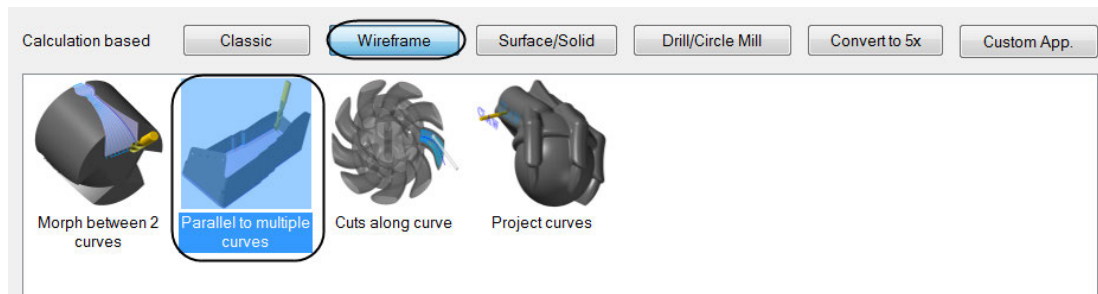 Calculation based Classic Wireframe Surface/Solid Drill/Circle Mill Convert to 5x Custom App.
Morph between 2 Parallel to multiple Cuts along curve Project curves
curves curves